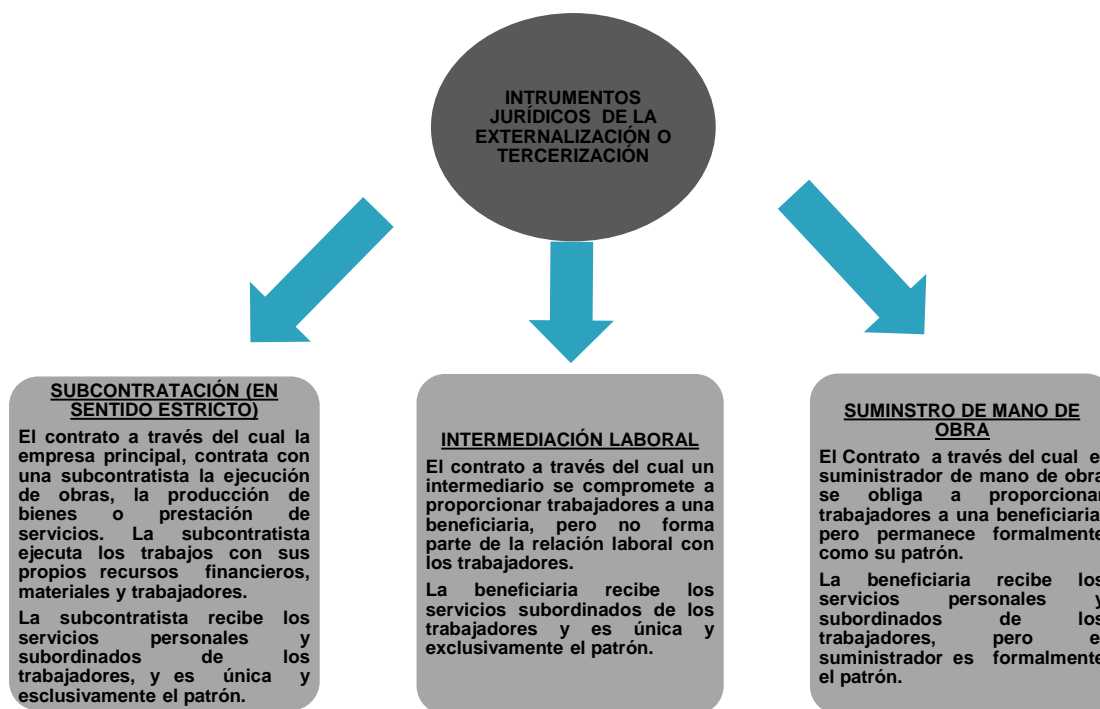 INTRUMENTOS
JURÍDICOS DE LA
EXTERNALIZACIÓN O
TERCERIZACIÓN
SUBCONTRATACIÓN (EN
SENTIDO ESTRICTO)
El contrato a través del cual la
empresa principal, contrata con
una subcontratista la ejecución
de obras, la producción de
bienes o prestación de
servicios. La subcontratista
ejecuta los trabajos con sus
propios recursos financieros,
materiales y trabajadores.
La subcontratista recibe los
servicios personales y
subordinados de los
trabajadores, y es única y
esclusivamente el patrón.
INTERMEDIACIÓN LABORAL
El contrato a través del cual un
intermediario se compromete a
proporcionar trabajadores a una
beneficiaria, pero no forma
parte de la relación laboral con
los trabajadores.
La beneficiaria recibe los
servicios subordinados de los
trabajadores y es única y
exclusivamente el patrón.
SUMINSTRO DE MANO DE
OBRA
El Contrato a través del cual e
suministrador de mano de obra
se obliga a proporcionar
trabajadores a una beneficiaria
pero permanece formalmente
como su patrón.
La beneficiaria recibe los
servicios personales y
subordinados de los
trabajadores, pero e
suministrador es formalmente
el patrón.